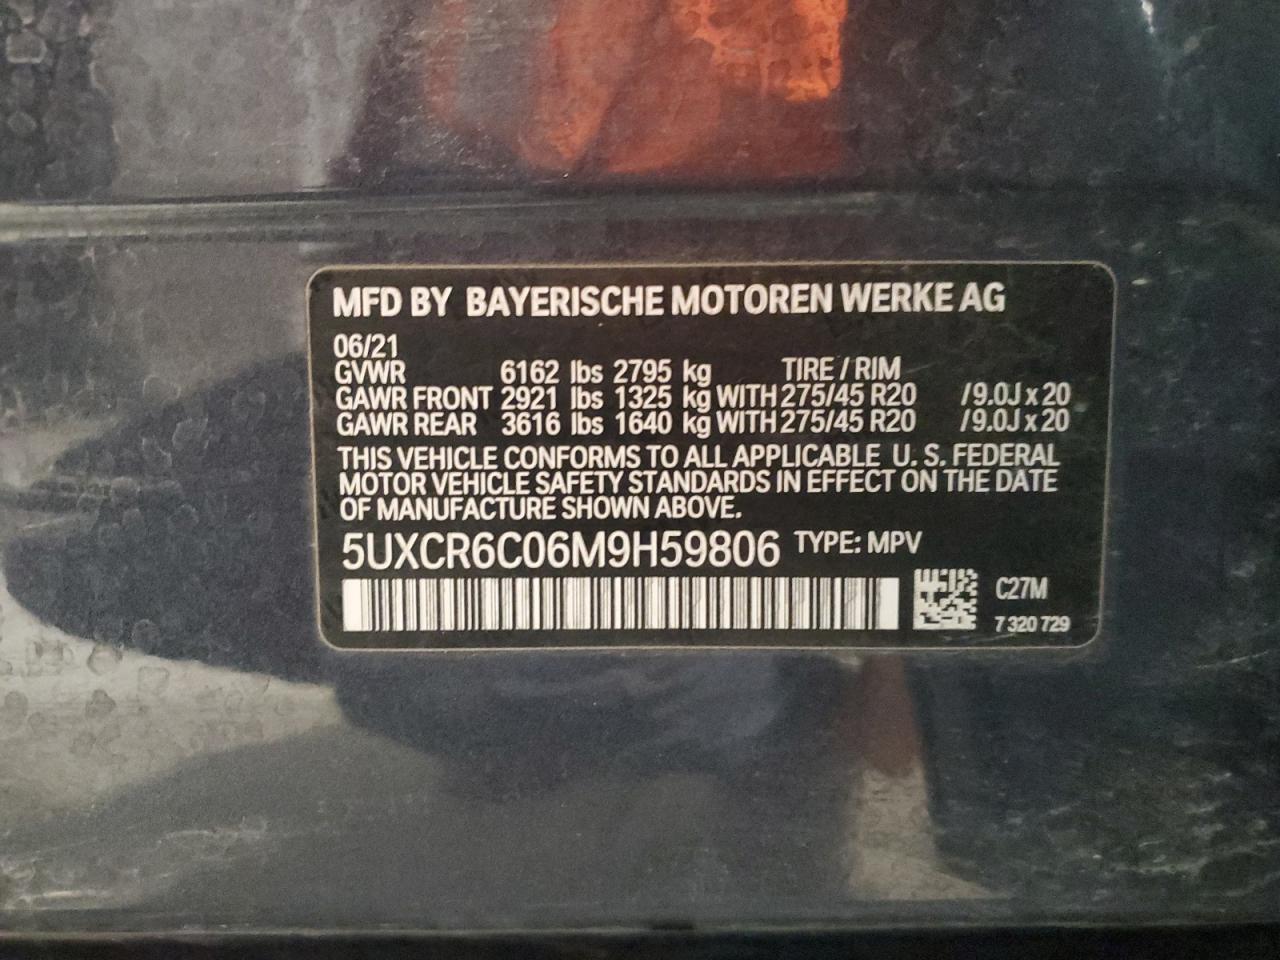 MFD BY BAYERISCHE MOTOREN WERKE AG
06/21
GVWR 6162 lbs 2795 kg TIRE / RIM
GAWR FRONT 2921 lbs 1325 kg WITH 275/45 R20 / 9.0J x 20
GAWR REAR 3616 lbs 1640 kg WITH 275/45 R20 / 9.0J x 20
THIS VEHICLE CONFORMS TO ALL APPLICABLE U. S. FEDERAL
MOTOR VEHICLE SAFETY STANDARDS IN EFFECT ON THE DATE
OF MANUFACTURE SHOWN ABOVE.
5UXCR6C06M9H59806 TYPE: MPV
C27M
7 320 729